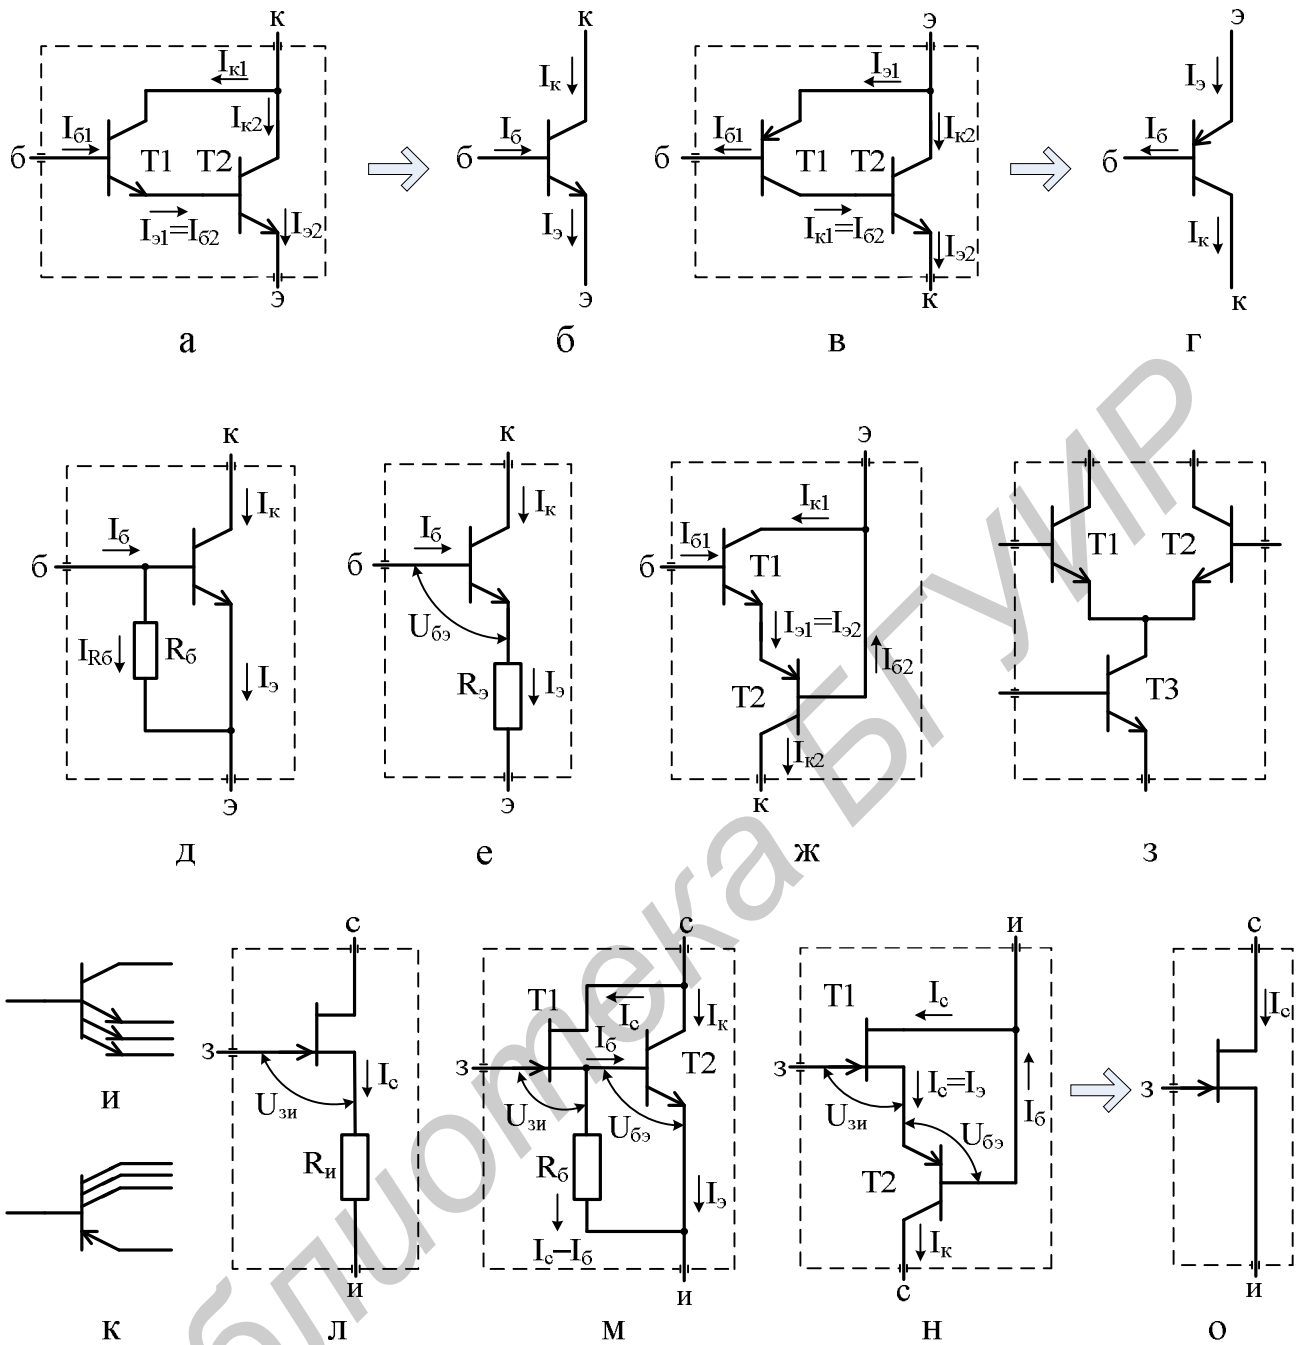 к к э э
Iк1 Iк Iэ1 Iэ
Iб1 Iк2 Iб Iб1 Iк2 Iб
б T1 T2 б б T1 T2 б
Iэ1=Iб2 Iэ2 Iэ Iк1=Iб2 Iэ2 Iк
э э к к
а б в г
к к э
Iб Iк Iб Iк Iб1 Iк1
б б б T1 T1 T2
Uбэ Iэ1=Iэ2 Iб2
IRб Rб Iэ Rэ Iэ T2 T3
Iк2
э э к
д е ж з
с с и с
T1 Iс Iк T1 Iс Iс
з Iс з Iб T2 з Iс=Iэ Iб з
и Uзи Uзи Uбэ Uзи Uбэ
Rи Rб Iэ T2
Iс–Iб Iк
и и с и
к л м н о
блиотека БГУИР